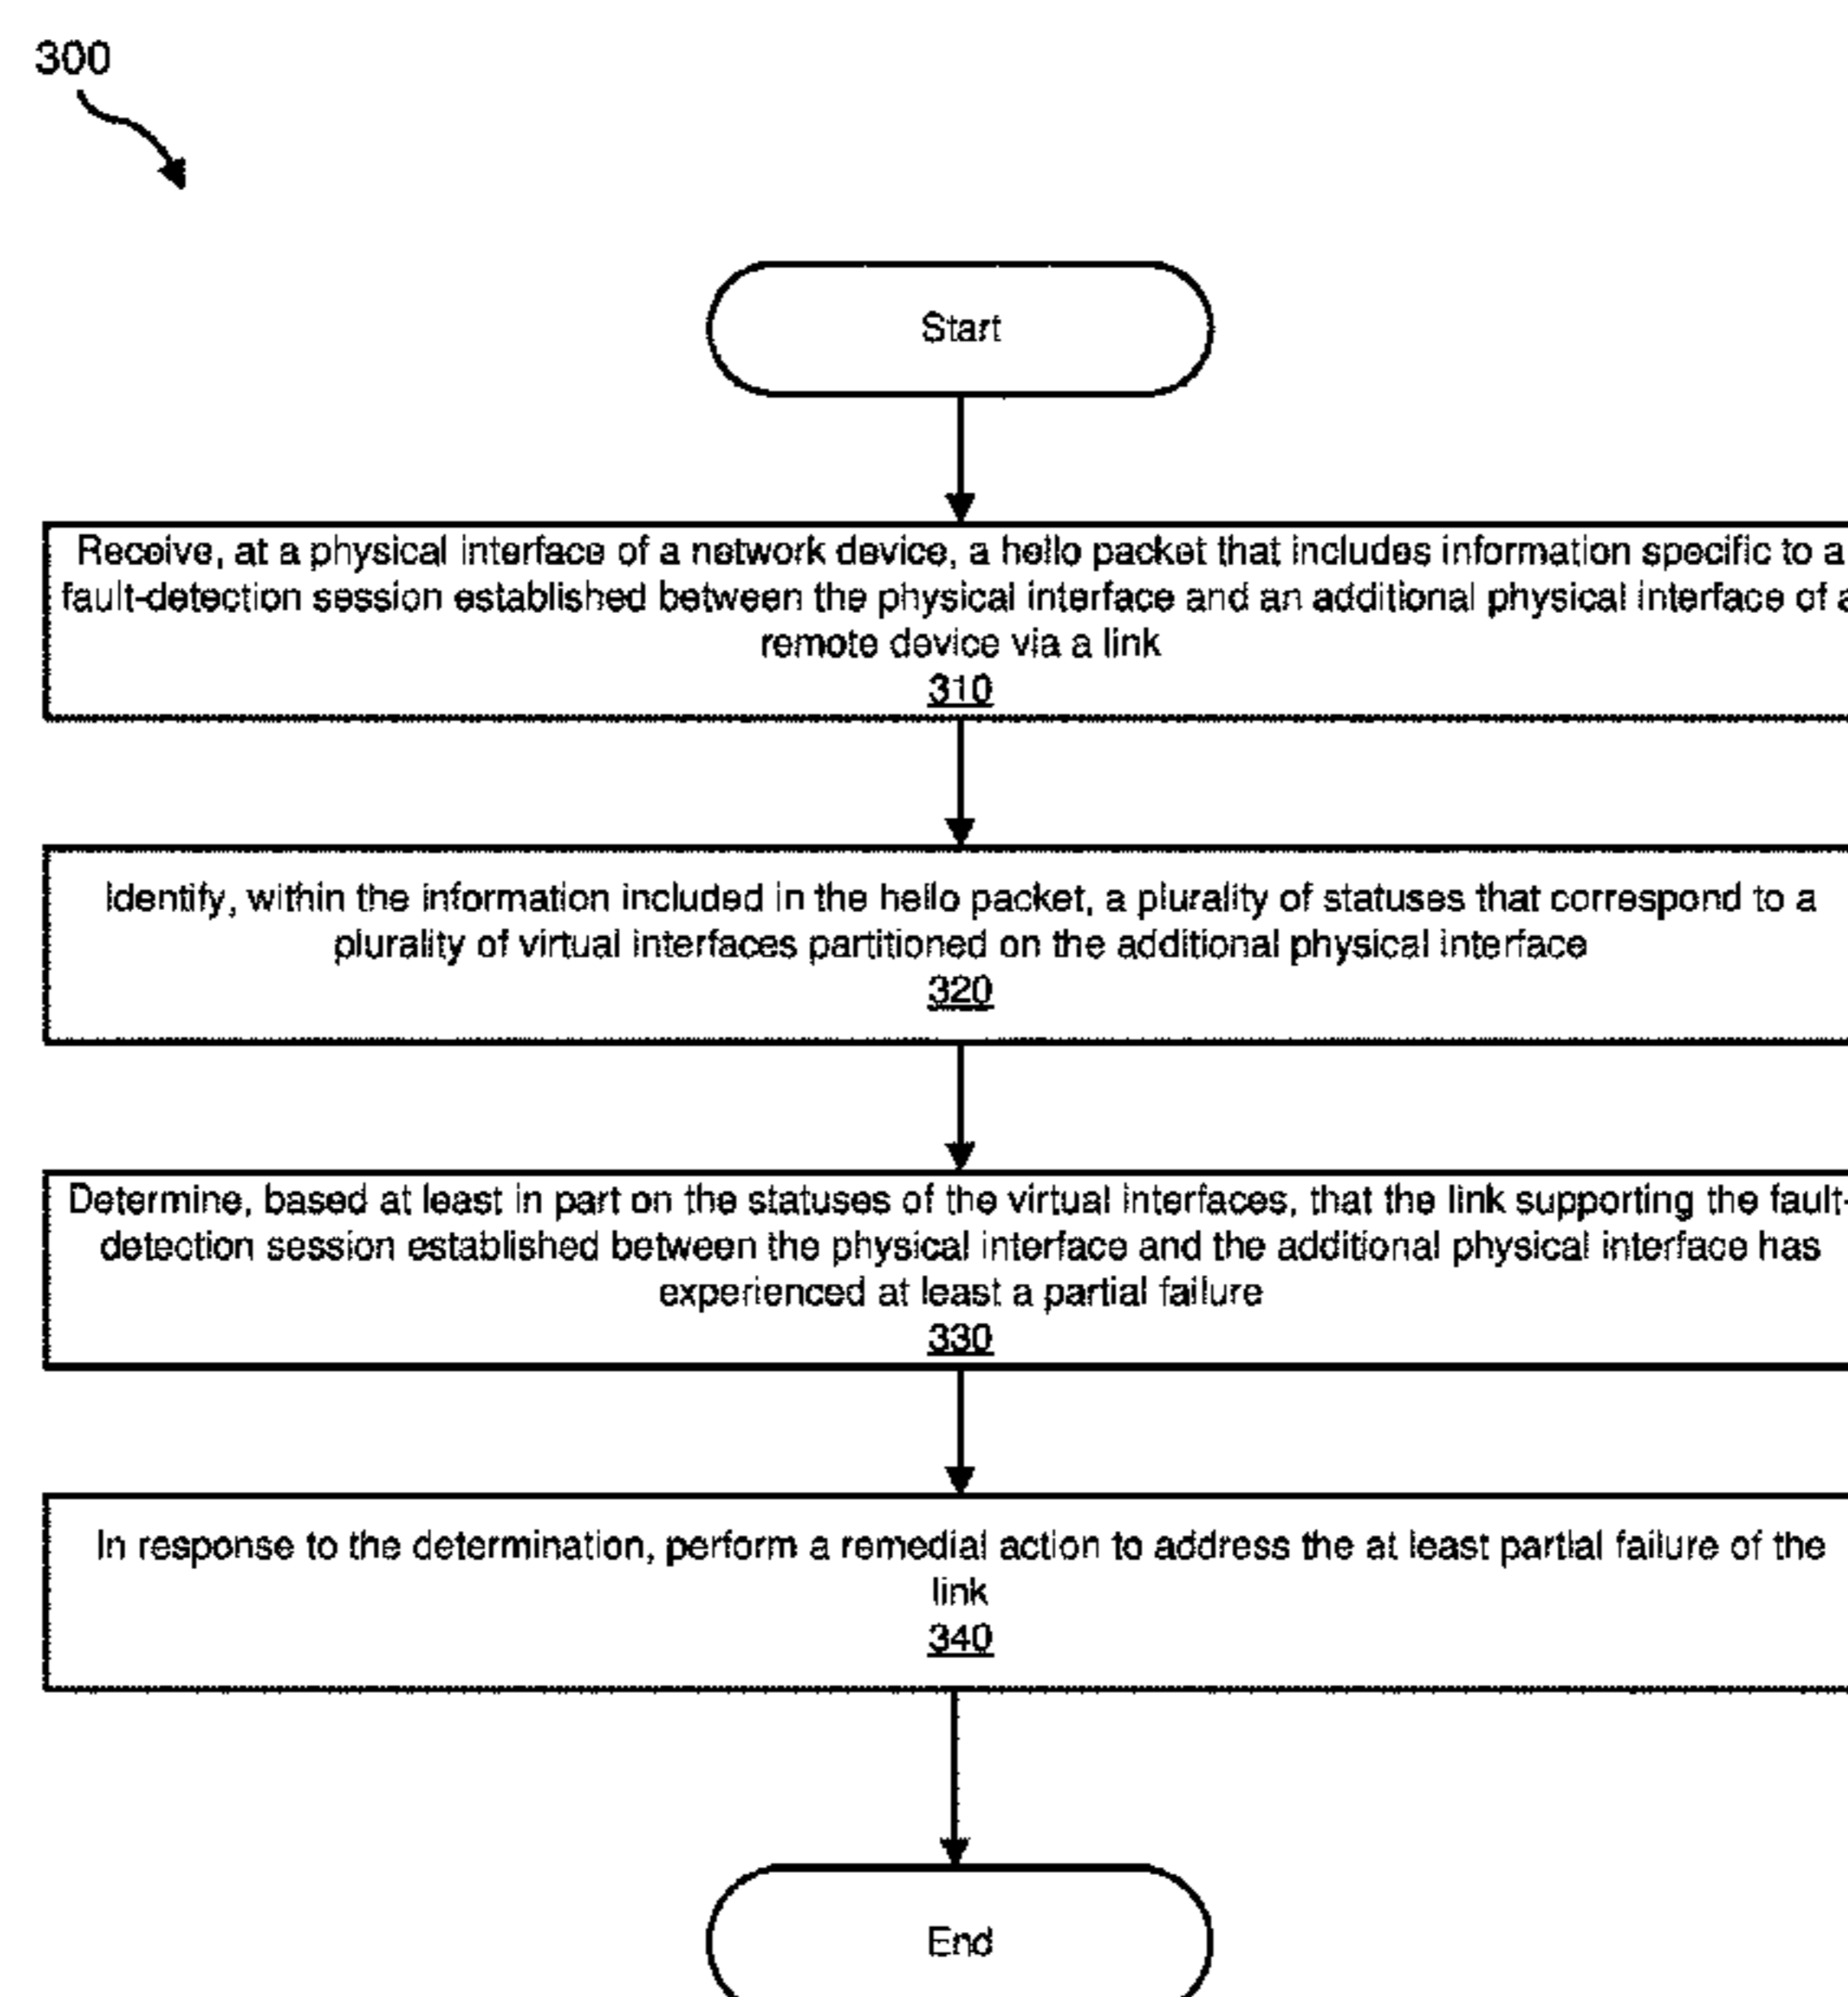 300
Start
Receive, at a physical interface of a network device, a hello packet that includes information specific to a
fault-detection session established between the physical interface and an additional physical interface of a
remote device via a link
310
Identify, within the information included in the hello packet, a plurality of statuses that correspond to a
plurality of virtual interfaces partitioned on the additional physical interface
320
Determine, based at least in part on the statuses of the virtual interfaces, that the link supporting the fault-
detection session established between the physical interface and the additional physical interface has
experienced at least a partial failure
330
In response to the determination, perform a remedial action to address the at least partial failure of the
link
340
End